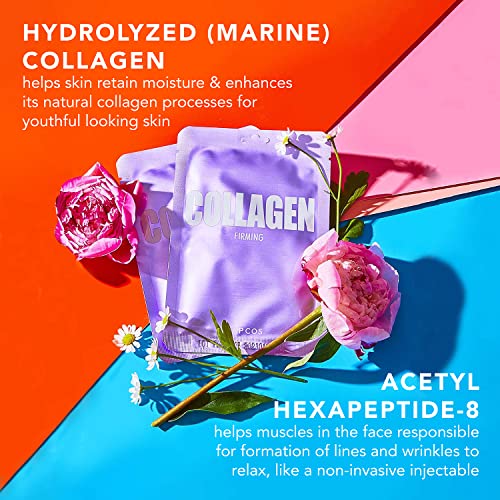 HYDROLYZED (MARINE)
COLLAGEN
helps skin retain moisture & enhances
its natural collagen processes for
youthful looking skin
COLLAGEN
FIRMING
PCOS
ACETYL
HEXAPEPTIDE-8
helps muscles in the face responsible
for formation of lines and wrinkles to
relax, like a non-invasive injectable